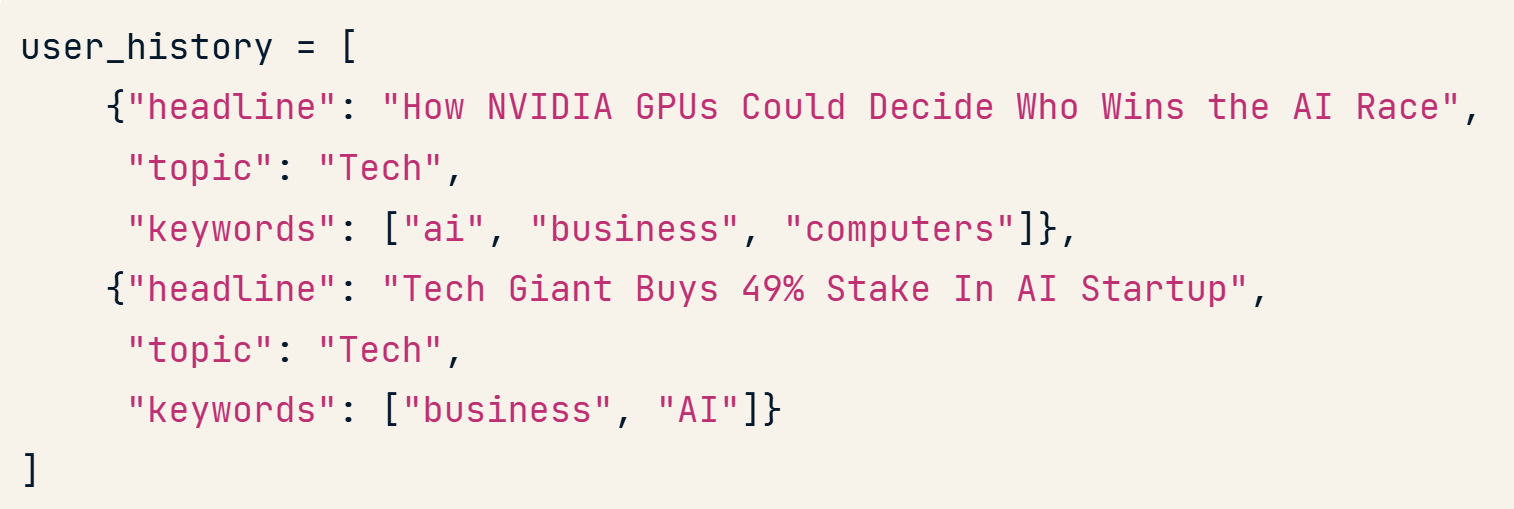 user_history = [
    {"headline": "How NVIDIA GPUs Could Decide Who Wins the AI Race",
     "topic": "Tech",
     "keywords": ["ai", "business", "computers"]},
    {"headline": "Tech Giant Buys 49% Stake In AI Startup",
     "topic": "Tech",
     "keywords": ["business", "AI"]}
]